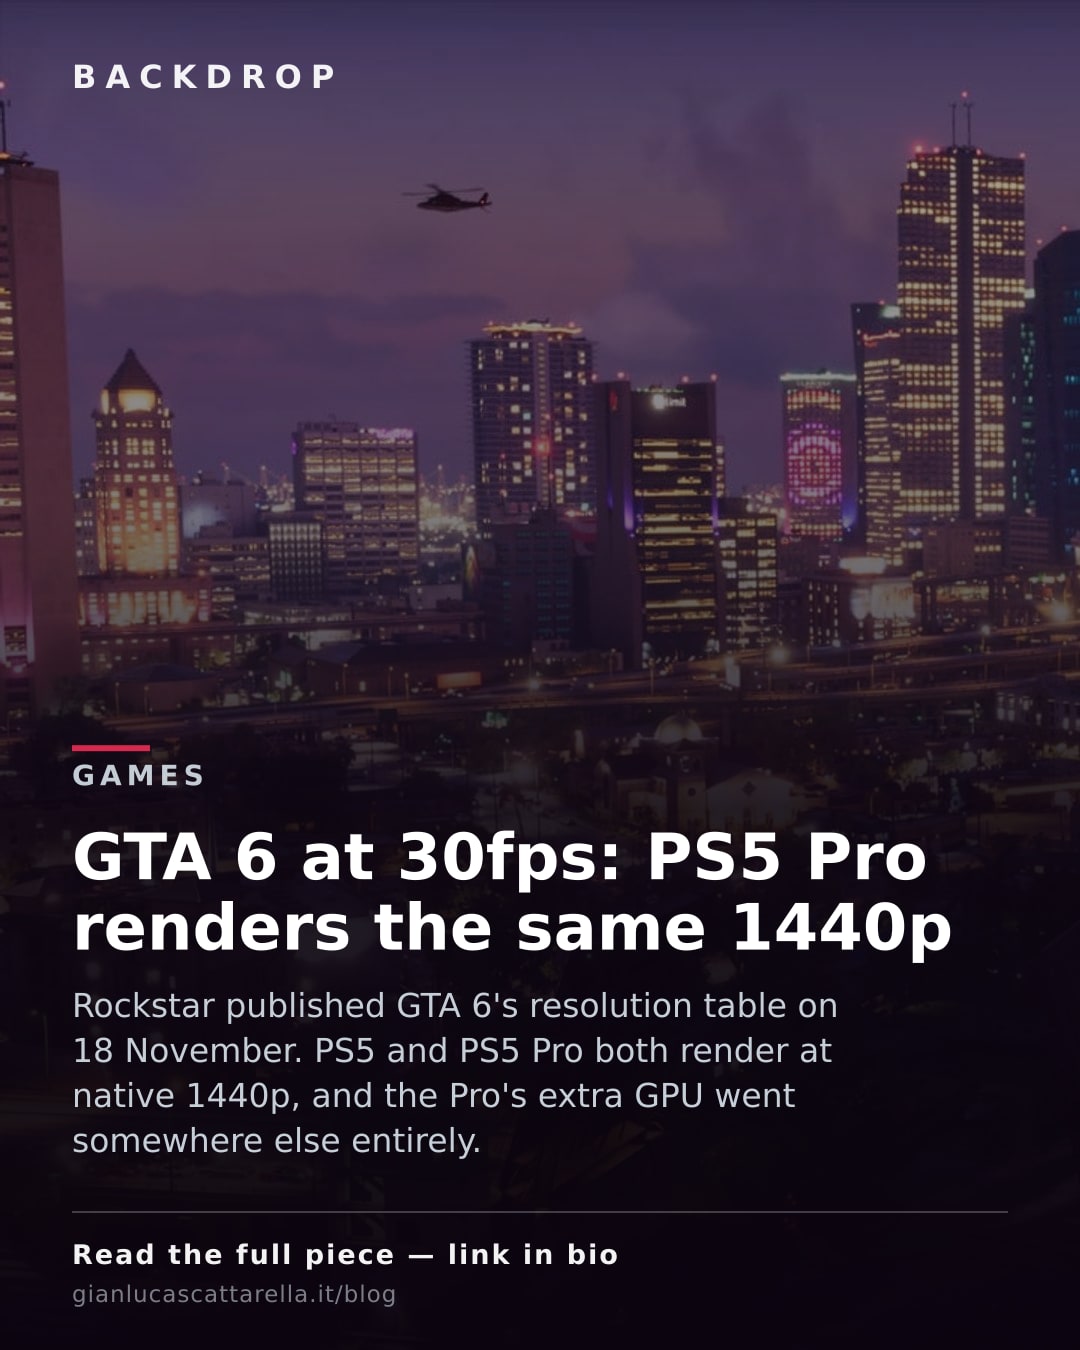 BACKDROP
GAMES
GTA 6 at 30fps: PS5 Pro
renders the same 1440p
Rockstar published GTA 6's resolution table on
18 November. PS5 and PS5 Pro both render at
native 1440p, and the Pro's extra GPU went
somewhere else entirely.
Read the full piece — link in bio
gianlucascattarella.it/blog